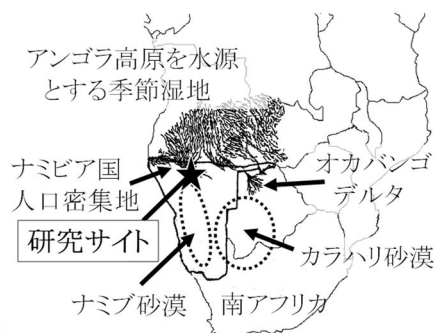 アンゴラ高原を水源
とする季節湿地
ナミビア国
人口密集地
研究サイト
オカバンゴ
デルタ
カラハリ砂漠
ナミブ砂漠
南アフリカ